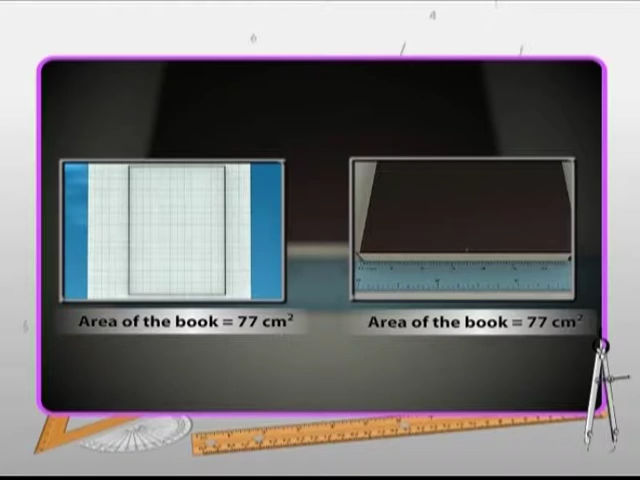 Area of the book = 77 cm²
Area of the book = 77 cm²